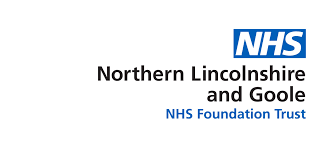 NHS
Northern Lincolnshire
and Goole
NHS Foundation Trust